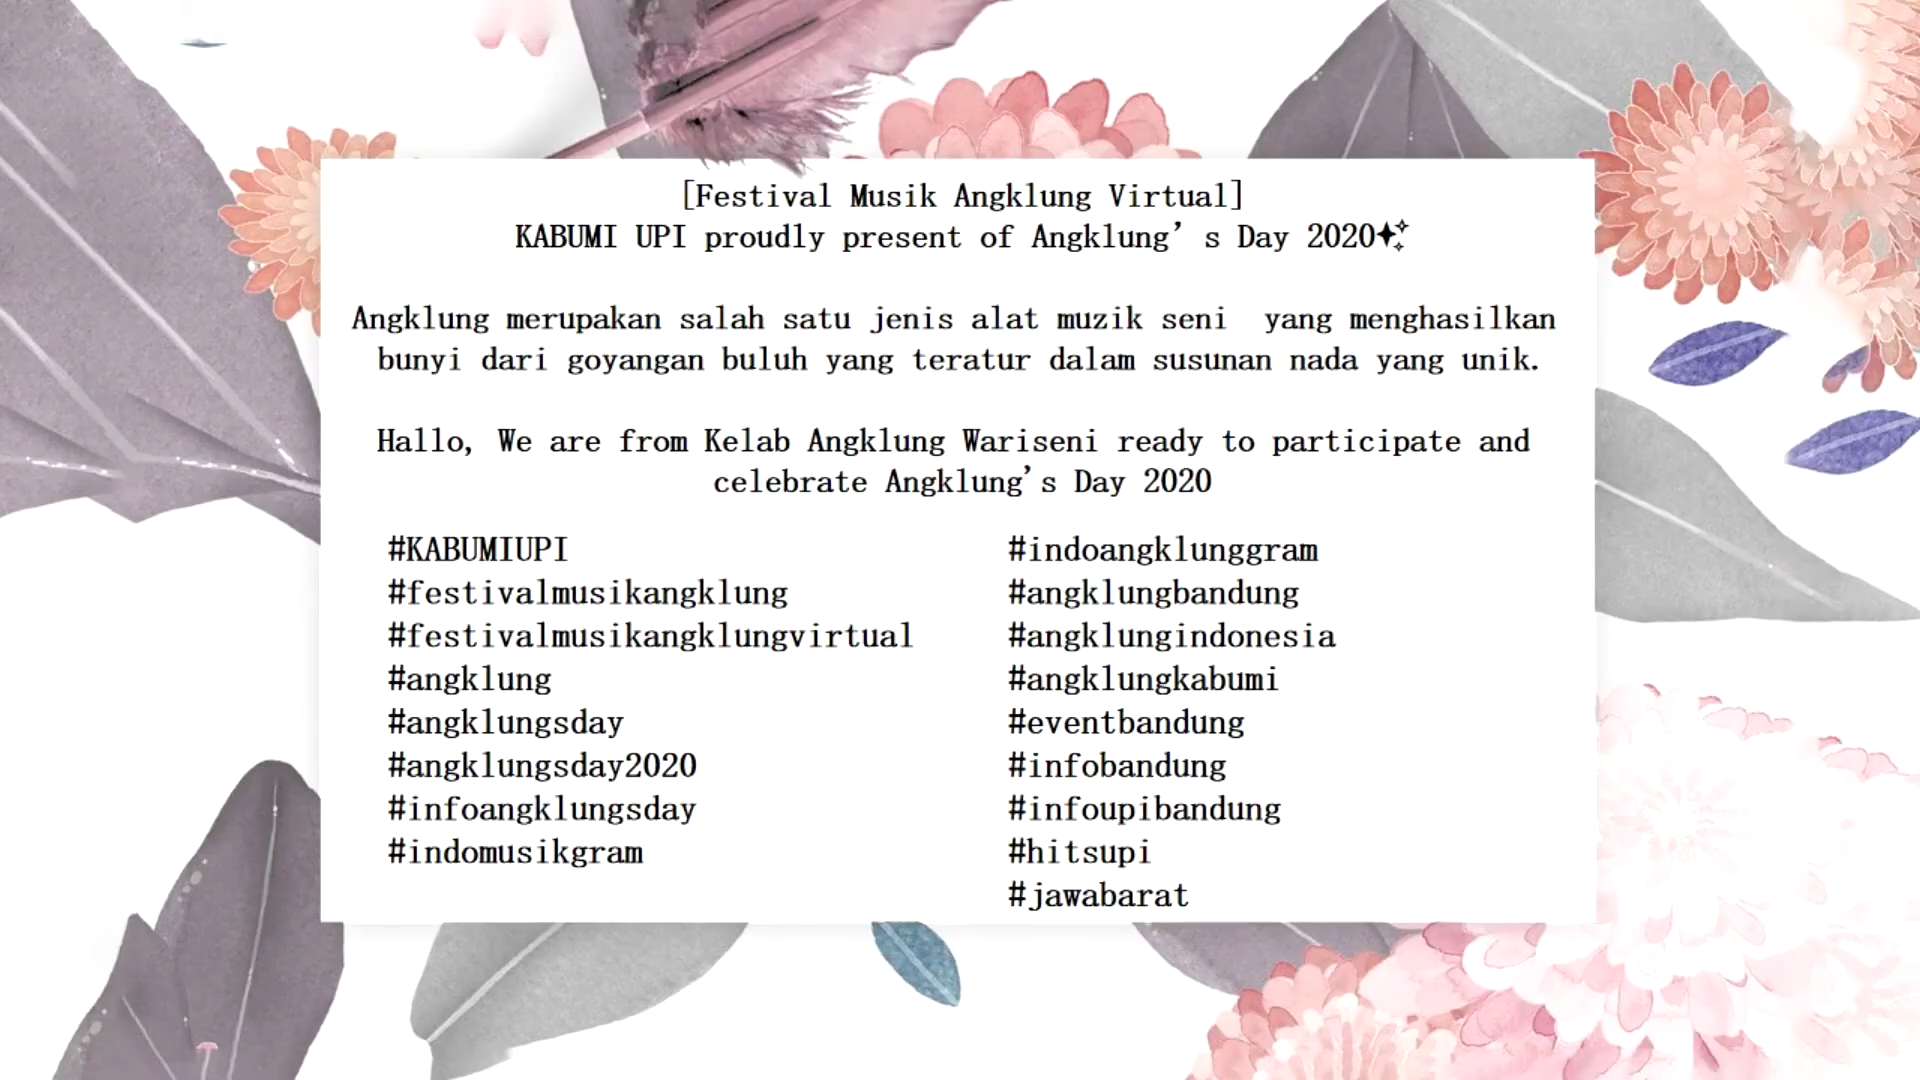 [Festival Musik Angklung Virtual]
KABUMI UPI proudly present of Angklung’s Day 2020✨
Angklung merupakan salah satu jenis alat muzik seni yang menghasilkan
bunyi dari goyangan buluh yang teratur dalam susunan nada yang unik.
Hallo, We are from Kelab Angklung Wariseni ready to participate and
celebrate Angklung's Day 2020
#KABUMIUPI
#festivalmusikangklung
#festivalmusikangklungvirtual
#angklung
#angklungsday
#angklungsday2020
#infoangklungsday
#indomusikgram
#indoangklunggram
#angklungbandung
#angklungindonesia
#angklungkabumi
#eventbandung
#infobandung
#infoupibandung
#hitsupi
#jawabarat